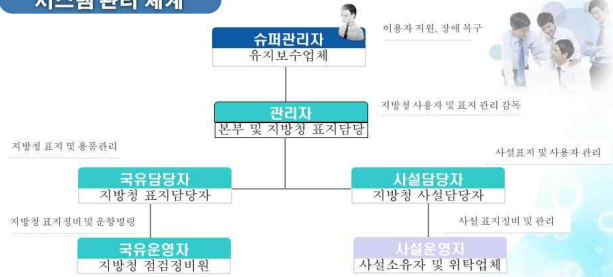 시스템 관리 체계
슈퍼관리자
유지보수업체
이용자 지원, 장애 복구
관리자
본부 및 지방청 표지담당
지방청 사용자 및 표지 관리 감독
지방청 표지 및 용품관리
사설표지 및 사용자 관리
국유담당자
지방청 표지담당자
사설담당자
지방청 사설담당자
지방청 표지정비 및 운항명령
사설 표지정비 및 관리
국유운영자
지방청 점검정비원
사설운영자
사설소유자 및 위탁업체